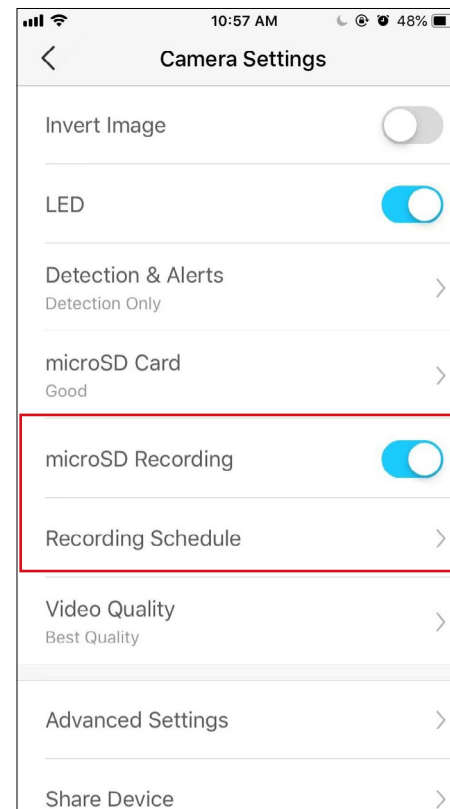 10:57 AM 48%
Camera Settings
Invert Image
LED
Detection & Alerts
Detection Only
microSD Card
Good
microSD Recording
Recording Schedule
Video Quality
Best Quality
Advanced Settings
Share Device